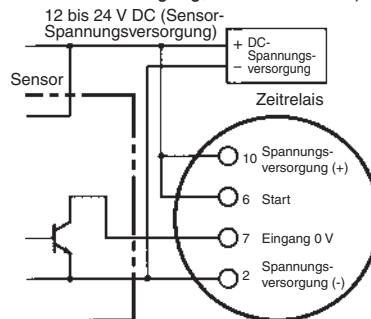 12 bis 24 V DC (Sensor-
Spannungsversorgung)
+ DC-
Spannungs-
– versorgung
Sensor
Zeitrelais
10 Spannungs-
versorgung (+)
6 Start
7 Eingang 0 V
2 Spannungs-
versorgung (-)